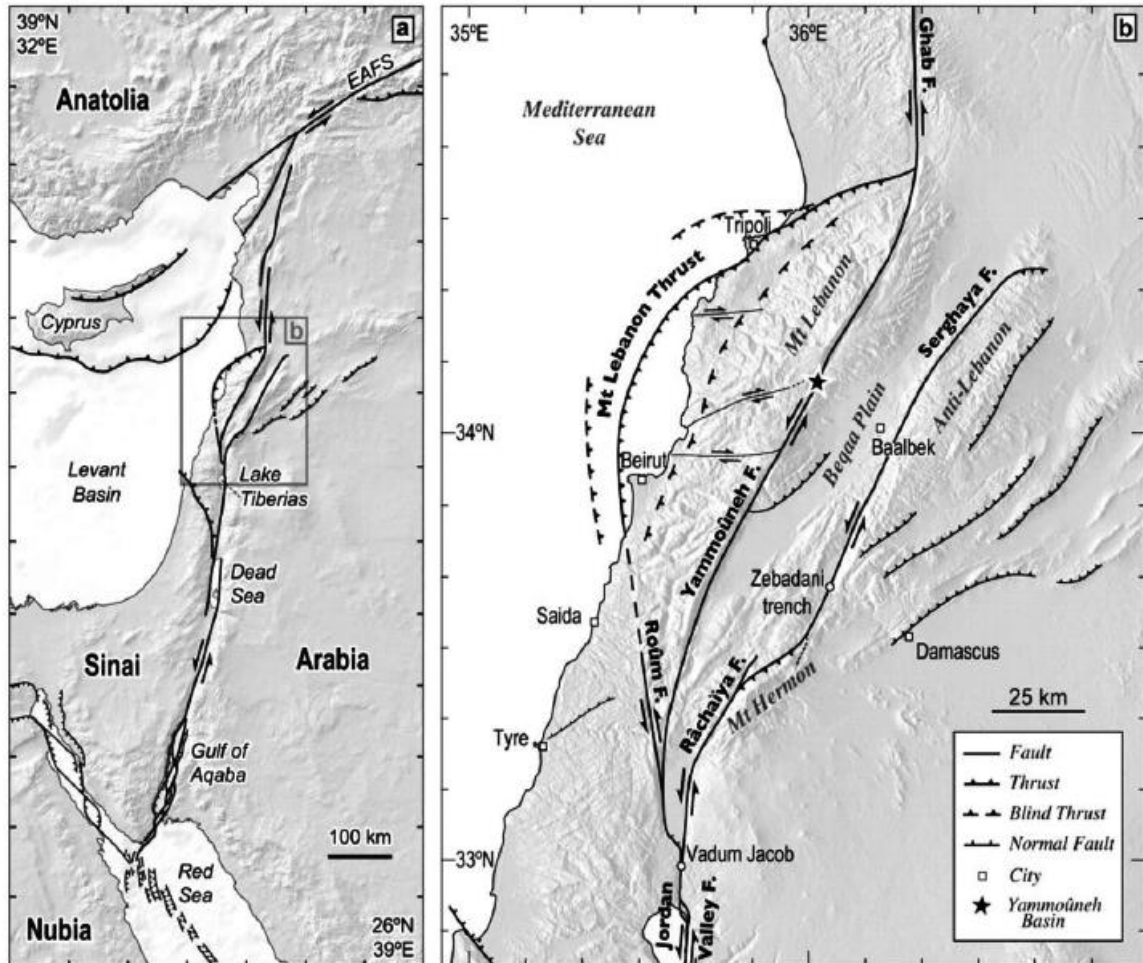 39ºN
32ºE
a
EAFS
Anatolia
Cyprus
b
Levant
Basin
Lake
Tiberias
Dead
Sea
Sinai
Arabia
Gulf of
Aqaba
100 km
Red
Sea
Nubia
26ºN
39ºE
35ºE
36ºE
b
Ghab F.
Mediterranean
Sea
Tripoli
Mt Lebanon Thrust
Mt Lebanon
Serghaya F.
Anti-Lebanon
34ºN
Beqaa Plain
Baalbek
Beirut
Yammoûneh F.
Zebadani
trench
Saida
Roûm F.
Damascus
Râchaïya F.
Mt Hermon
25 km
Tyre
Fault
Thrust
Blind Thrust
Normal Fault
City
Yammoûneh
Basin
33ºN
Vadum Jacob
Jordan
Valley F.